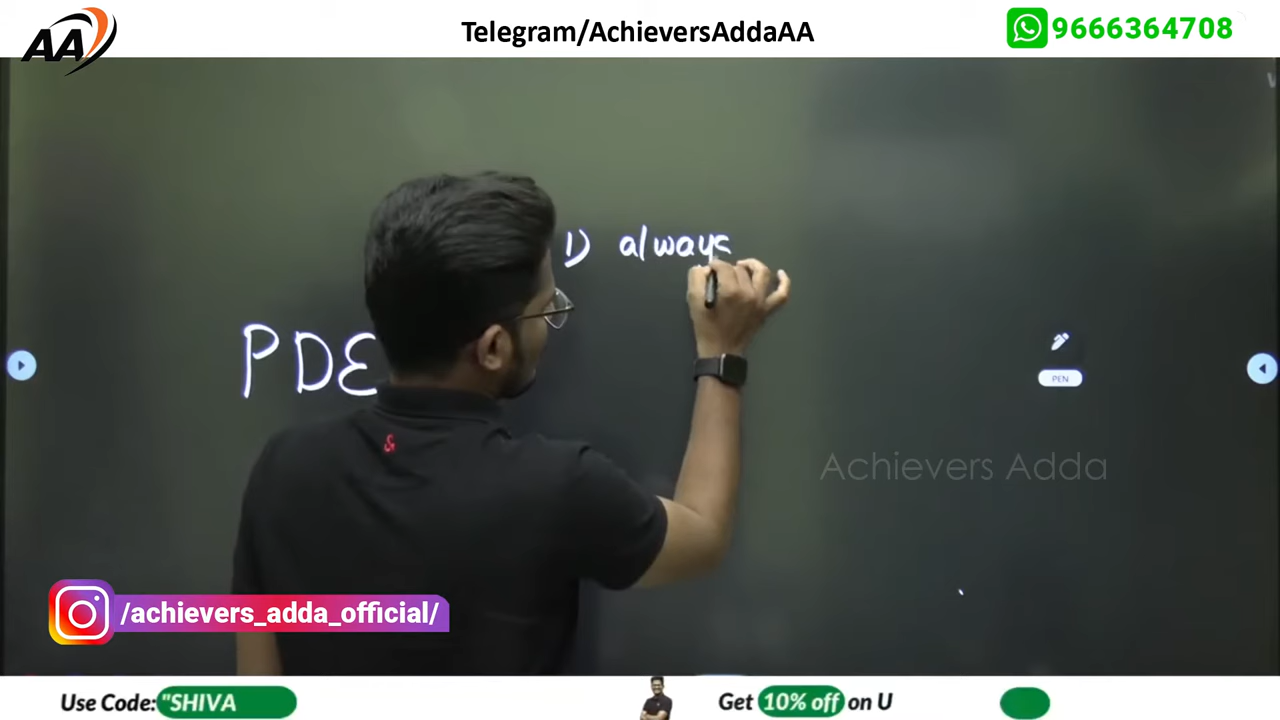 AA
Telegram/AchieversAddaAA
9666364708
1) always
PDE
PEN
Achievers Adda
/achievers_adda_official/
Use Code: "SHIVA
Get 10% off on U